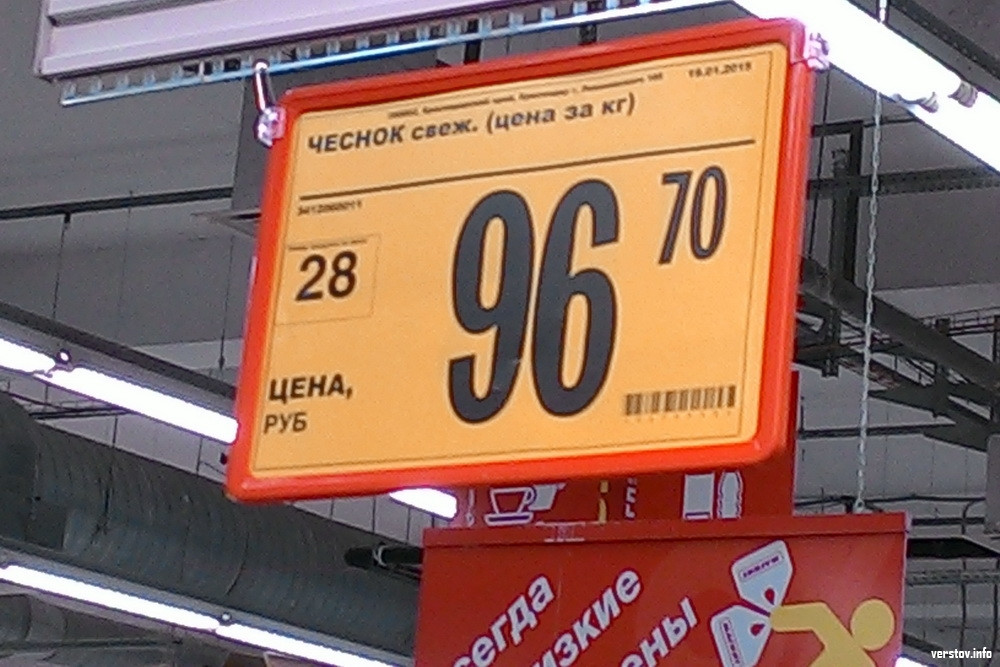 19.01.2015
ЧЕСНОК свеж. (цена за кг)
28
96 70
ЦЕНА,
РУБ
сегда
изкие
ены
verstov.info